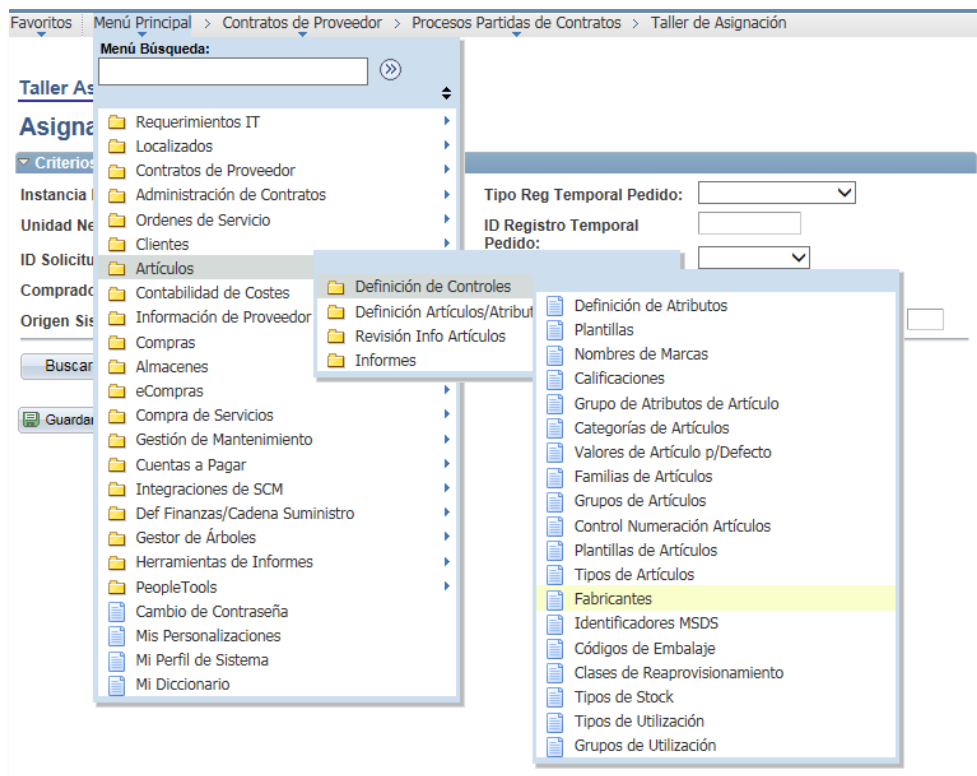 Favoritos Menú Principal > Contratos de Proveedor > Procesos Partidas de Contratos > Taller de Asignación
Menú Búsqueda:
Taller As
Asigna
Criterios
Instancia
Unidad Ne
ID Solicitu
Comprado
Origen Sis
Buscar
Guardar
Tipo Reg Temporal Pedido:
ID Registro Temporal
Pedido:
Requerimientos IT
Localizados
Contratos de Proveedor
Administración de Contratos
Ordenes de Servicio
Clientes
Artículos
Contabilidad de Costes
Información de Proveedor
Compras
Almacenes
eCompras
Compra de Servicios
Gestión de Mantenimiento
Cuentas a Pagar
Integraciones de SCM
Def Finanzas/Cadena Suministro
Gestor de Árboles
Herramientas de Informes
PeopleTools
Cambio de Contraseña
Mis Personalizaciones
Mi Perfil de Sistema
Mi Diccionario
Definición de Controles
Definición Artículos/Atribut
Revisión Info Artículos
Informes
Definición de Atributos
Plantillas
Nombres de Marcas
Calificaciones
Grupo de Atributos de Artículo
Categorías de Artículos
Valores de Artículo p/Defecto
Familias de Artículos
Grupos de Artículos
Control Numeración Artículos
Plantillas de Artículos
Tipos de Artículos
Fabricantes
Identificadores MSDS
Códigos de Embalaje
Clases de Reaprovisionamiento
Tipos de Stock
Tipos de Utilización
Grupos de Utilización